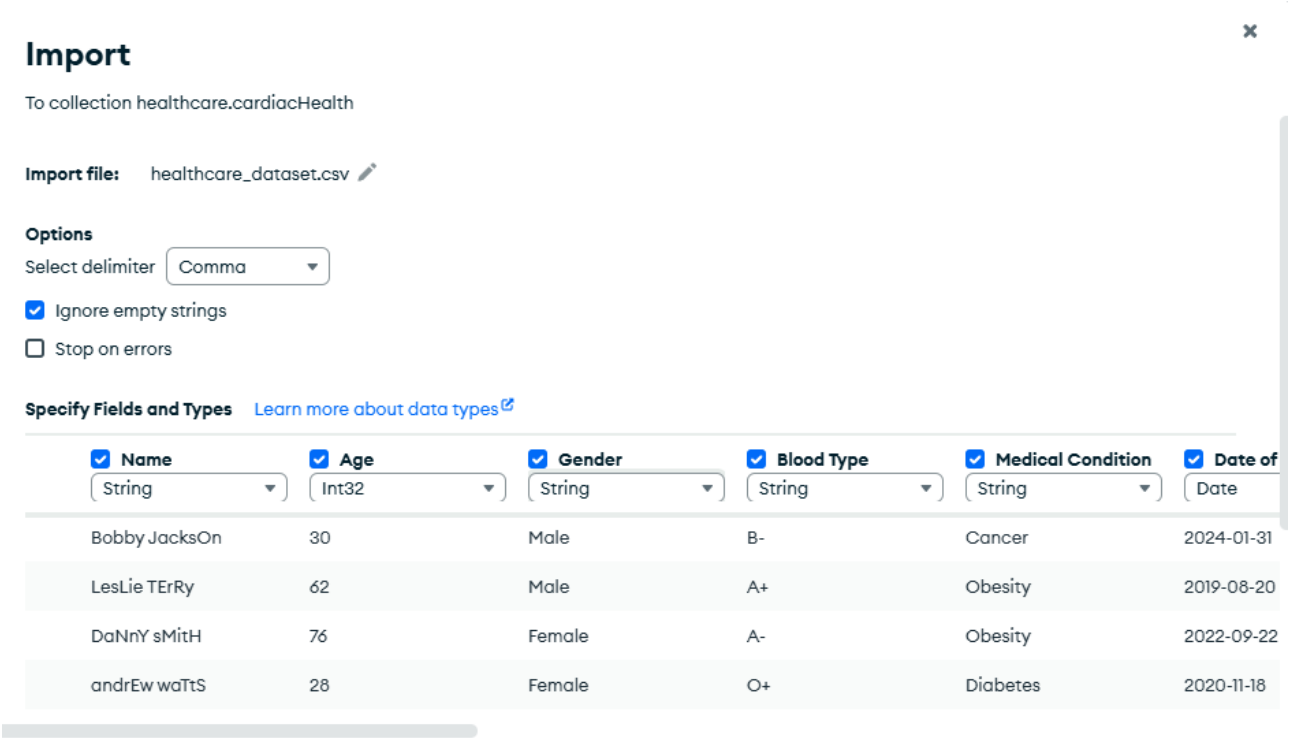 Import
To collection healthcare.cardiacHealth
Import file: healthcare_dataset.csv
Options
Select delimiter Comma
Ignore empty strings
Stop on errors
Specify Fields and Types Learn more about data types
Name Age Gender Blood Type Medical Condition Date of
String Int32 String String String Date
Bobby JacksOn 30 Male B- Cancer 2024-01-31
LesLie TErRy 62 Male A+ Obesity 2019-08-20
DaNnY sMitH 76 Female A- Obesity 2022-09-22
andrEw waTtS 28 Female O+ Diabetes 2020-11-18